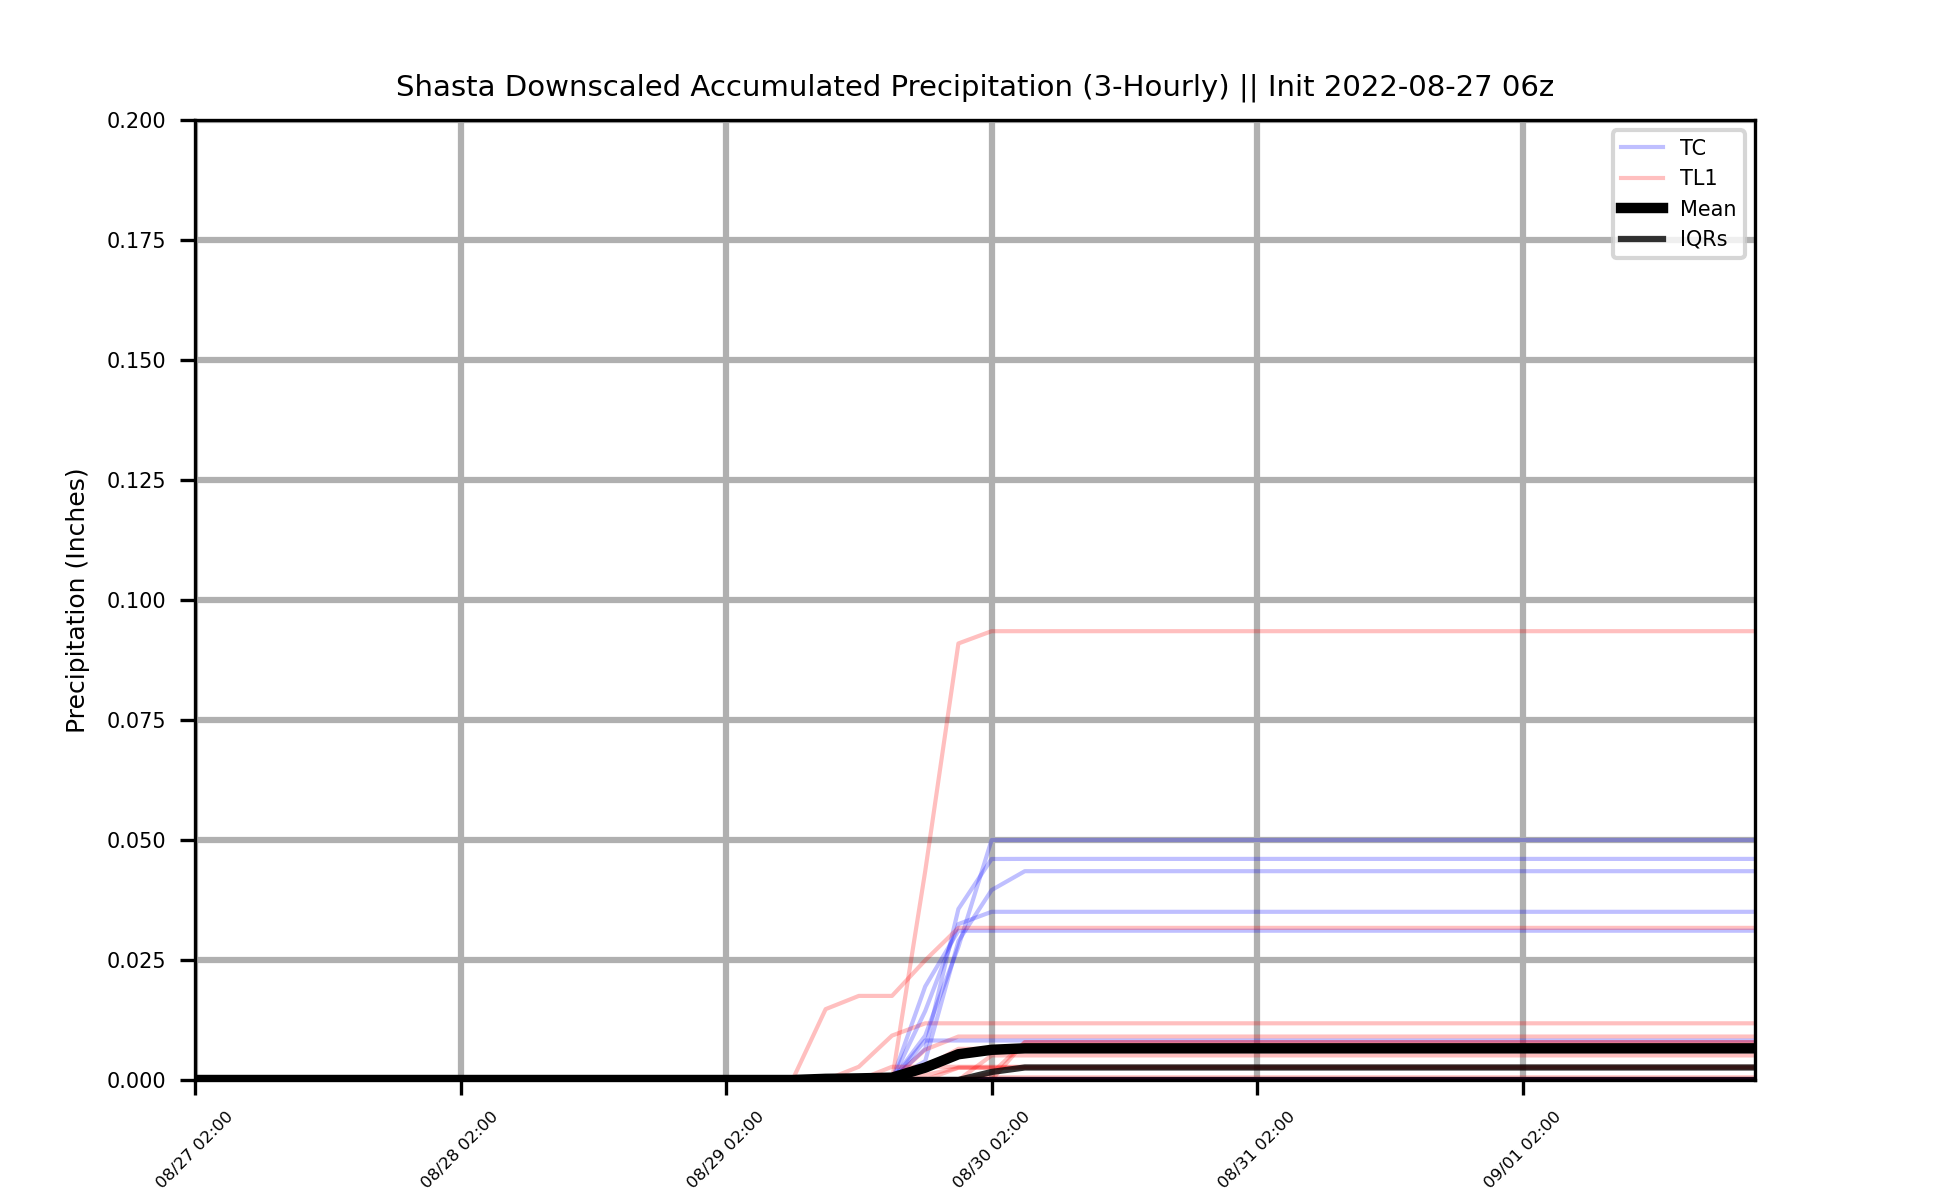 Shasta Downscaled Accumulated Precipitation (3-Hourly) || Init 2022-08-27 06z
TC
TL1
Mean
IQRs
Precipitation (Inches)
0.200
0.175
0.150
0.125
0.100
0.075
0.050
0.025
0.000
08/27 02:00
08/28 02:00
08/29 02:00
08/30 02:00
08/31 02:00
09/01 02:00